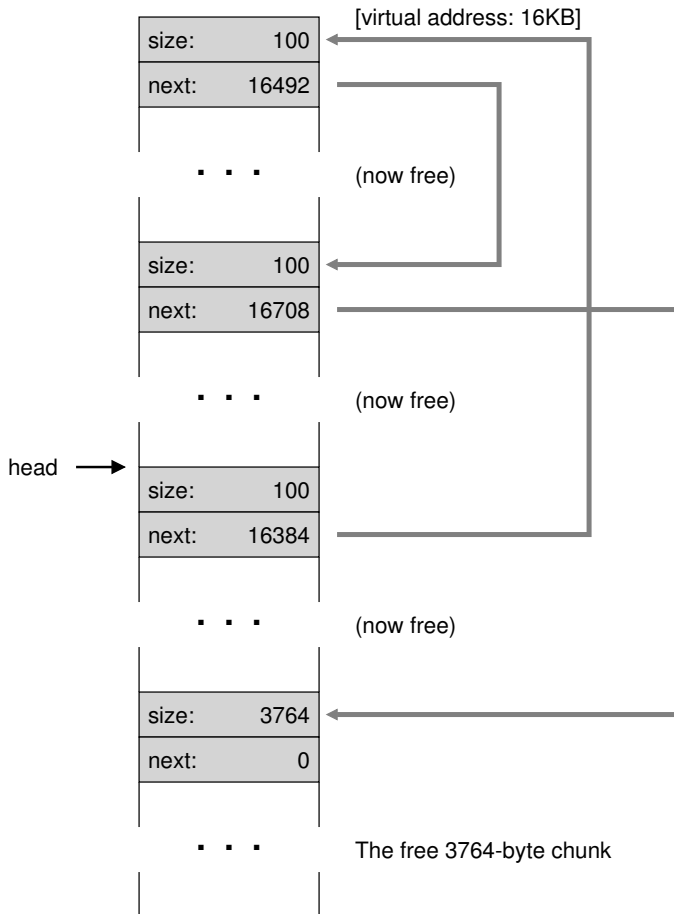 [virtual address: 16KB]
size: 100
next: 16492
. . . (now free)
size: 100
next: 16708
. . . (now free)
head
size: 100
next: 16384
. . . (now free)
size: 3764
next: 0
. . . The free 3764-byte chunk